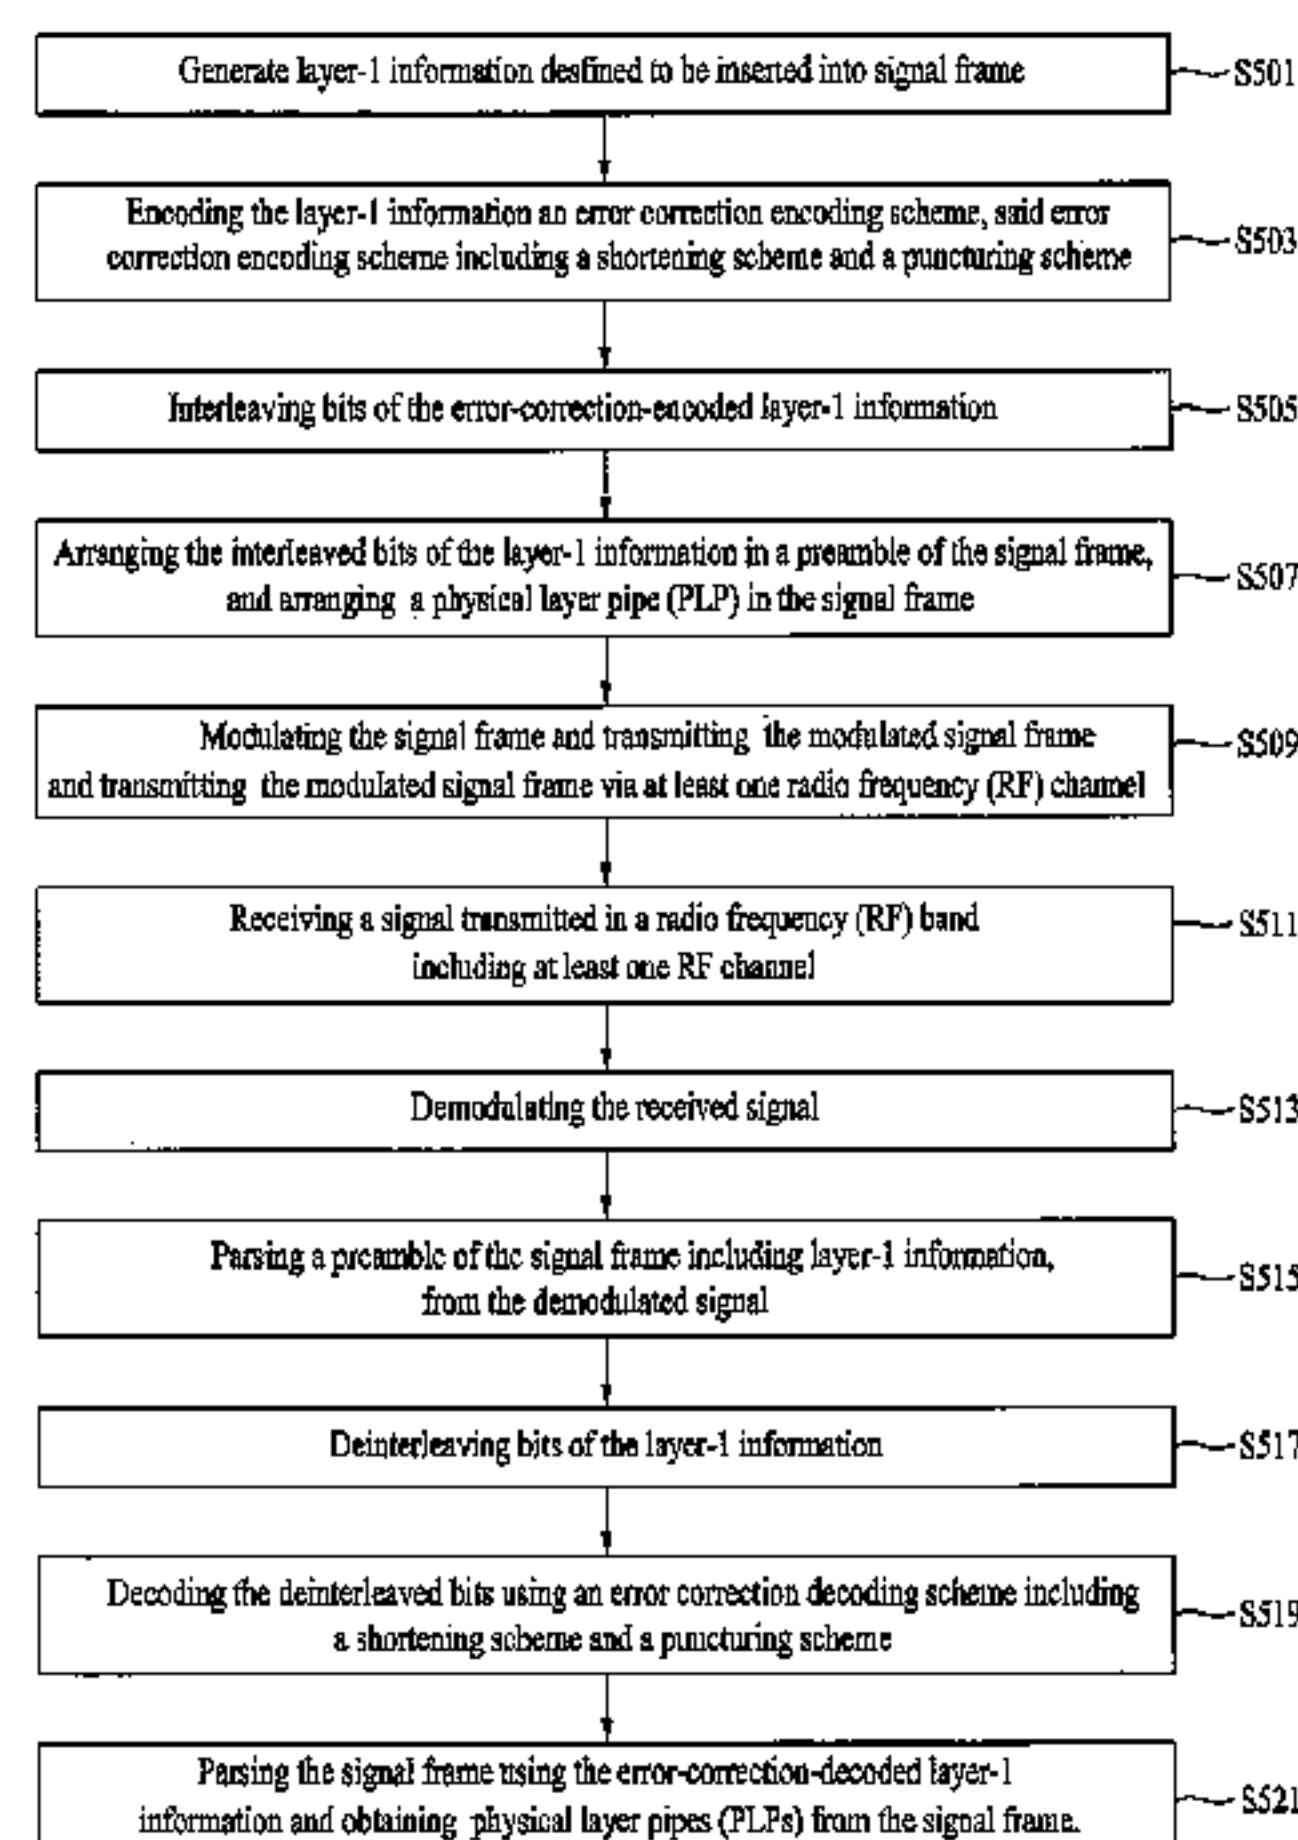 Generate layer-1 information destined to be inserted into signal frame
S501
Encoding the layer-1 information an error correction encoding scheme, said error
correction encoding scheme including a shortening scheme and a puncturing scheme
S503
Interleaving bits of the error-correction-encoded layer-1 information
S505
Arranging the interleaved bits of the layer-1 information in a preamble of the signal frame,
and arranging a physical layer pipe (PLP) in the signal frame
S507
Modulating the signal frame and transmitting the modulated signal frame
and transmitting the modulated signal frame via at least one radio frequency (RF) channel
S509
Receiving a signal transmitted in a radio frequency (RF) band
including at least one RF channel
S511
Demodulating the received signal
S513
Parsing a preamble of the signal frame including layer-1 information,
from the demodulated signal
S515
Deinterleaving bits of the layer-1 information
S517
Decoding the deinterleaved bits using an error correction decoding scheme including
a shortening scheme and a puncturing scheme
S519
Parsing the signal frame using the error-correction-decoded layer-1
information and obtaining physical layer pipes (PLPs) from the signal frame.
S521